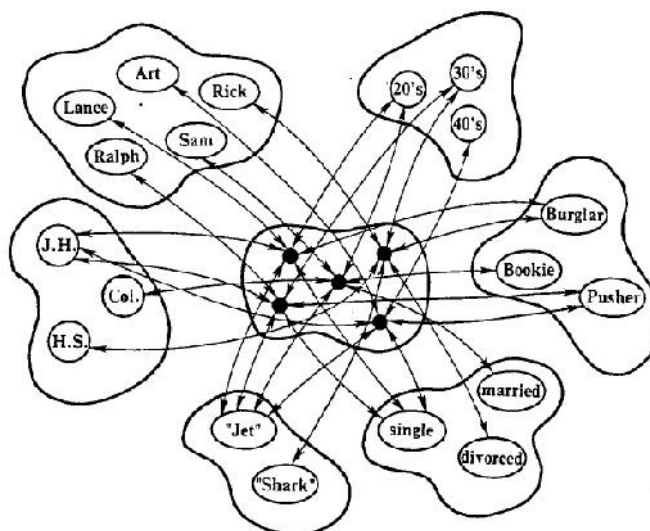 Art
Rick
Lance
Sam
Ralph
20's
30's
40's
Burglar
Bookie
Pusher
J.H.
Col.
H.S.
"Jet"
"Shark"
married
single
divorced